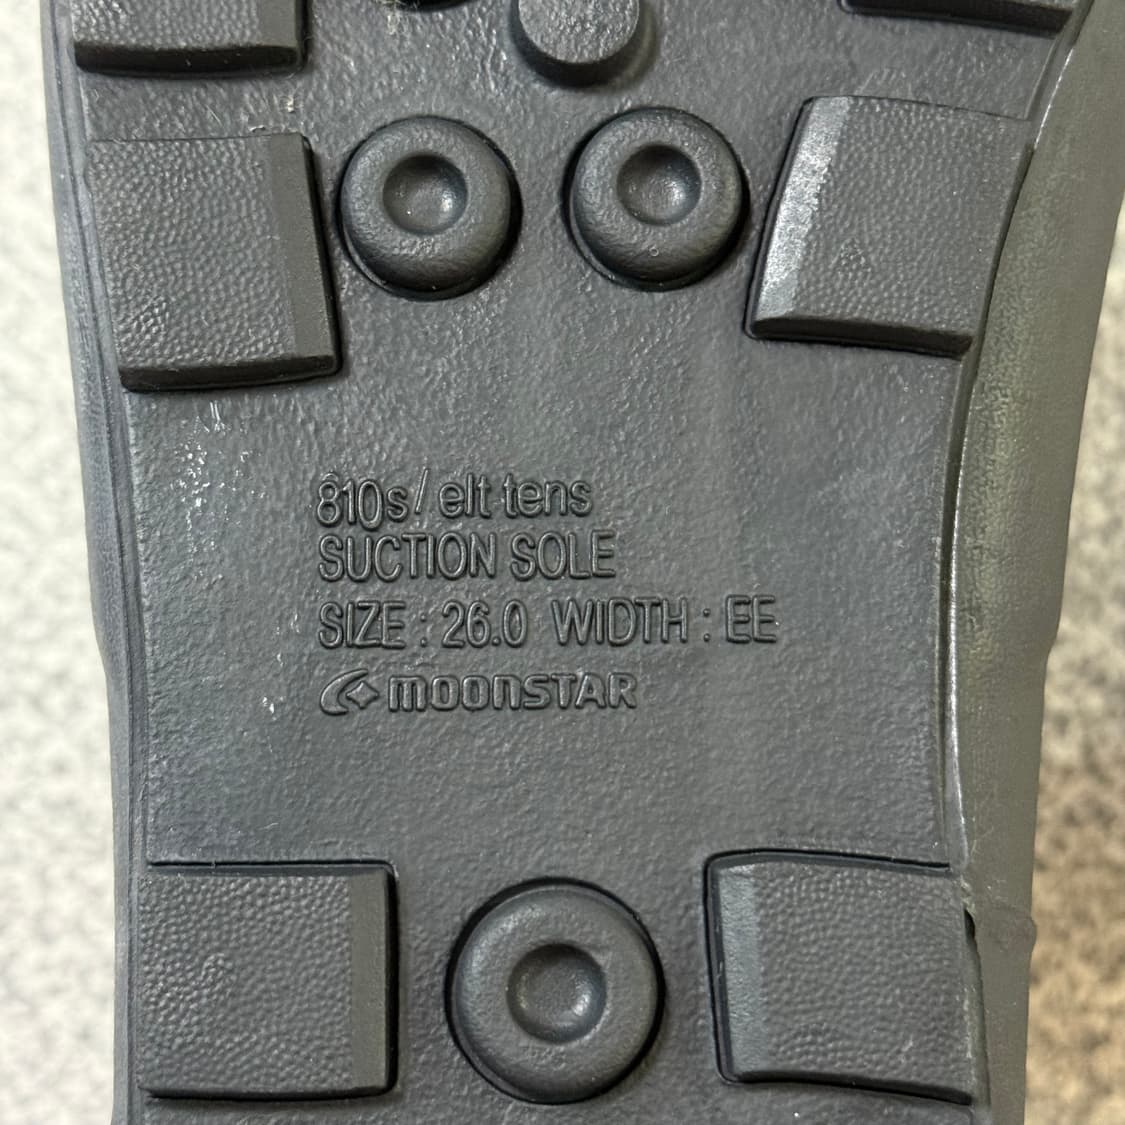 810s / elt tens
SUCTION SOLE
SIZE : 26.0 WIDTH : EE
MOONSTAR